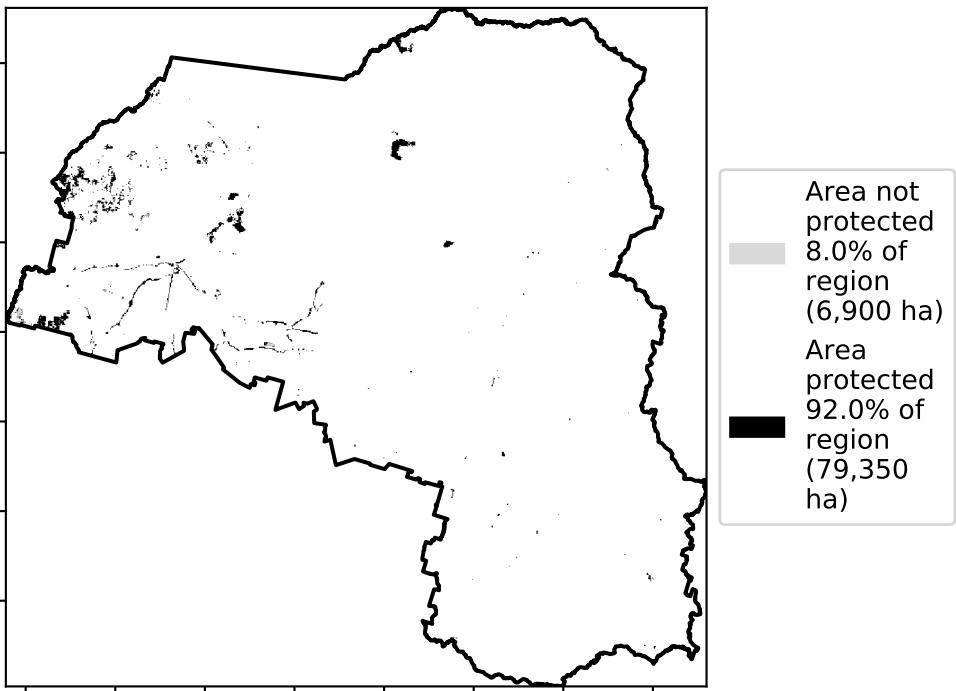 Area not
protected
8.0% of
region
(6,900 ha)
Area
protected
92.0% of
region
(79,350
ha)